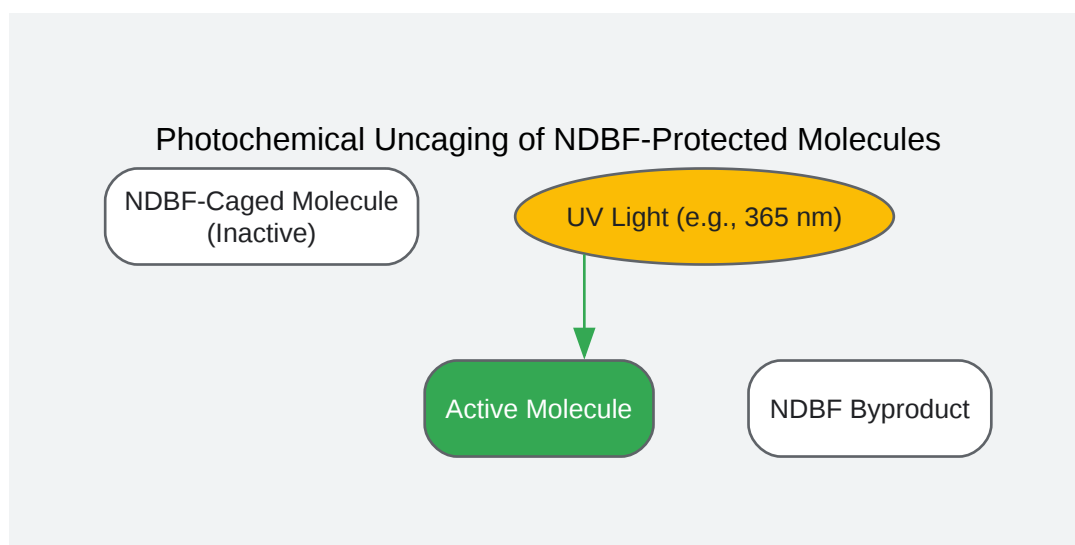 Photochemical Uncaging of NDBF-Protected Molecules
NDBF-Caged Molecule
(Inactive)
UV Light (e.g., 365 nm)
Active Molecule
NDBF Byproduct